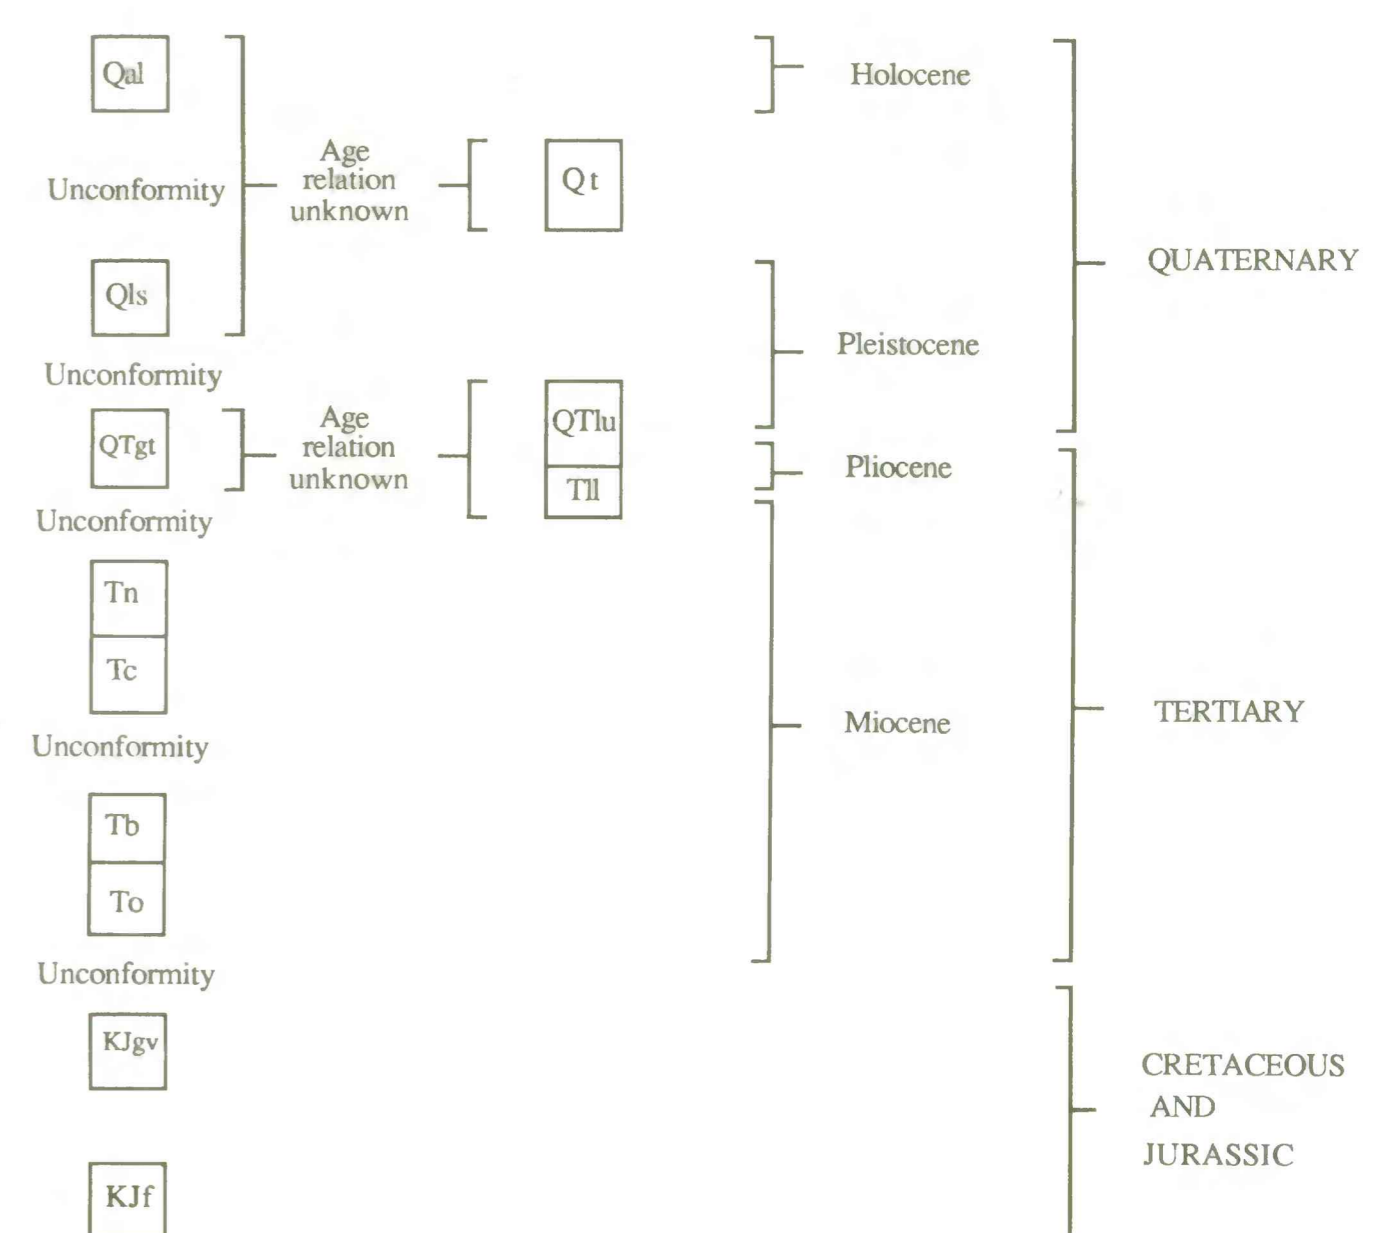 Qal
Holocene
Age
relation
unknown
Qt
Unconformity
QUATERNARY
Qls
Pleistocene
Unconformity
QTgt
Age
relation
unknown
QTlu
Tll
Pliocene
Unconformity
Tn
Tc
Miocene
TERTIARY
Unconformity
Tb
To
Unconformity
KJgv
CRETACEOUS
AND
JURASSIC
KJf